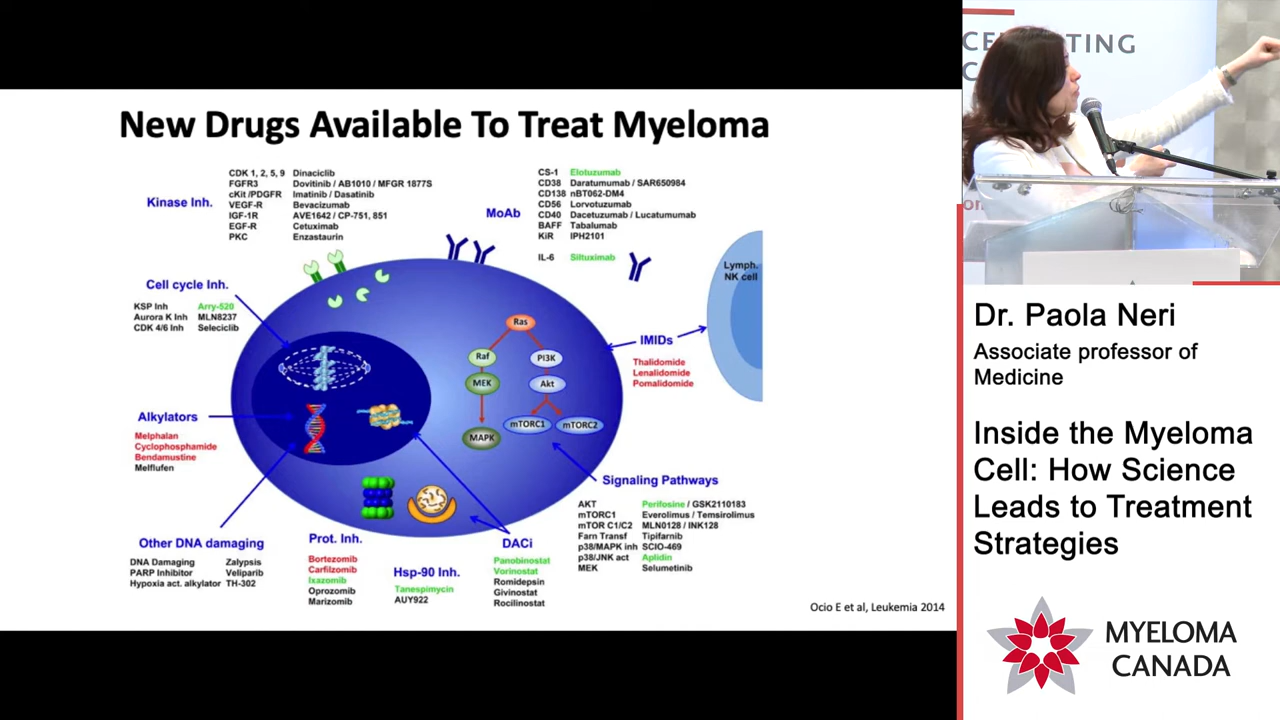 New Drugs Available To Treat Myeloma
Kinase Inh.
CDK 1, 2, 5, 9 Dinaciclib
FGFR3 Dovitinib / AB1010 / MFGR 1877S
cKit /PDGFR Imatinib / Dasatinib
VEGF-R Bevacizumab
IGF-1R AVE1642 / CP-751, 851
EGF-R Cetuximab
PKC Enzastaurin
MoAb
CS-1 Elotuzumab
CD38 Daratumumab / SAR650984
CD138 nBT062-DM4
CD56 Lorvotuzumab
CD40 Dacetuzumab / Lucatumumab
BAFF Tabalumab
KiR IPH2101
IL-6 Siltuximab
Lymph.
NK cell
Cell cycle Inh.
KSP Inh Arry-520
Aurora K Inh MLN8237
CDK 4/6 Inh Seleciclib
Ras
Raf
PI3K
MEK
Akt
mTORC1
mTORC2
MAPK
IMIDs
Thalidomide
Lenalidomide
Pomalidomide
Alkylators
Melphalan
Cyclophosphamide
Bendamustine
Melflufen
Signaling Pathways
AKT Perifosine / GSK2110183
mTORC1 Everolimus / Temsirolimus
mTOR C1/C2 MLN0128 / INK128
Farn Transf Tipifarnib
p38/MAPK inh SCIO-469
p38/JNK act Aplidin
MEK Selumetinib
Other DNA damaging
DNA Damaging Zalypsis
PARP Inhibitor Veliparib
Hypoxia act. alkylator TH-302
Prot. Inh.
Bortezomib
Carfilzomib
Ixazomib
Oprozomib
Marizomib
Hsp-90 Inh.
Tanespimycin
AUY922
DACi
Panobinostat
Vorinostat
Romidepsin
Givinostat
Rocilinostat
Ocio E et al, Leukemia 2014
Dr. Paola Neri
Associate professor of
Medicine
Inside the Myeloma
Cell: How Science
Leads to Treatment
Strategies
MYELOMA
CANADA